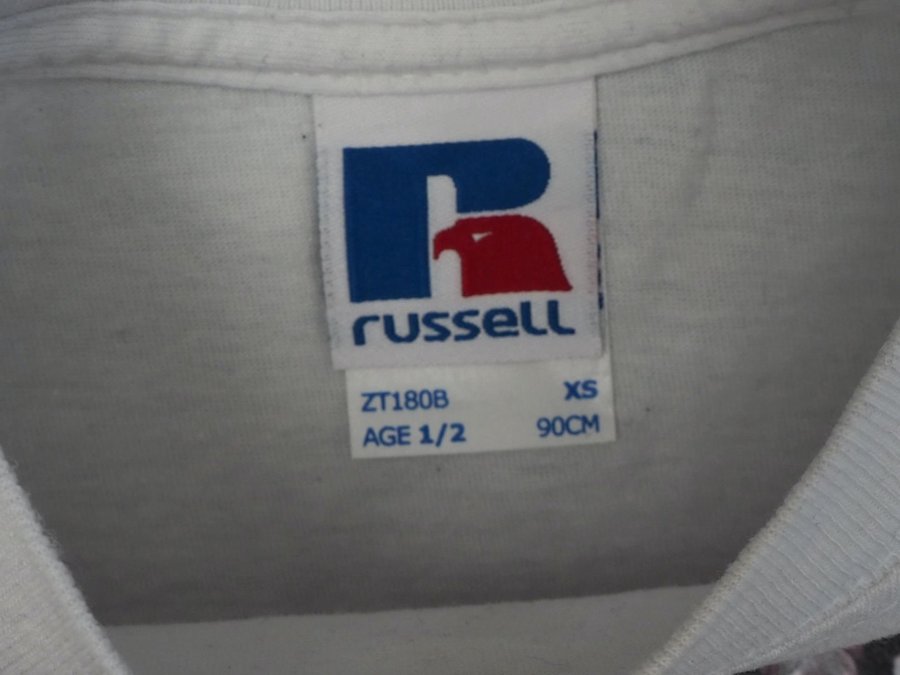 russell
ZT180B XS
AGE 1/2 90CM